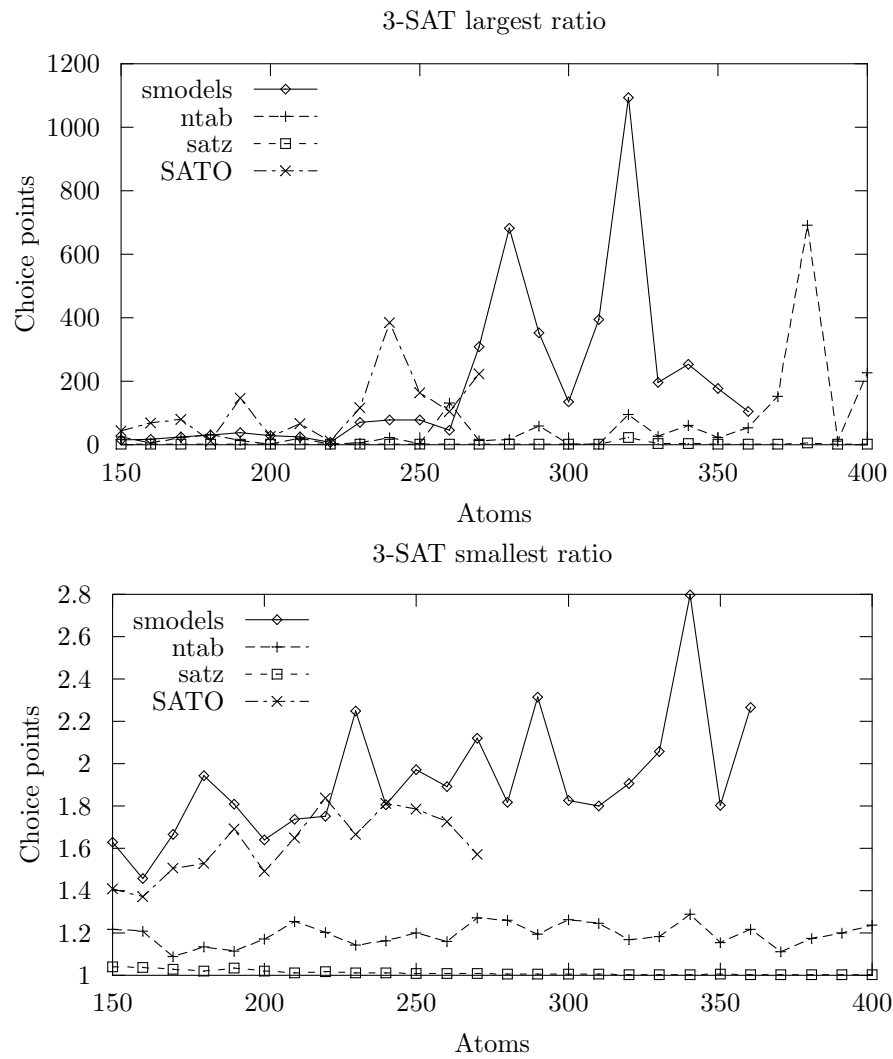 3-SAT largest ratio
1200
1000
800
600
400
200
0
Choice points
smodels
ntab
satz
SATO
150 200 250 300 350 400
Atoms
3-SAT smallest ratio
2.8
2.6
2.4
2.2
2
1.8
1.6
1.4
1.2
1
Choice points
smodels
ntab
satz
SATO
150 200 250 300 350 400
Atoms